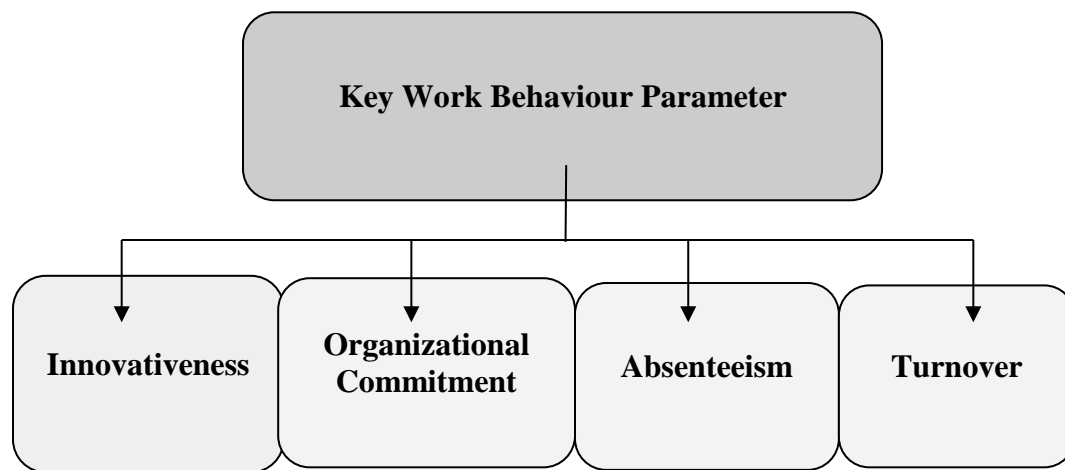 Key Work Behaviour Parameter
Innovativeness
Organizational
Commitment
Absenteeism
Turnover